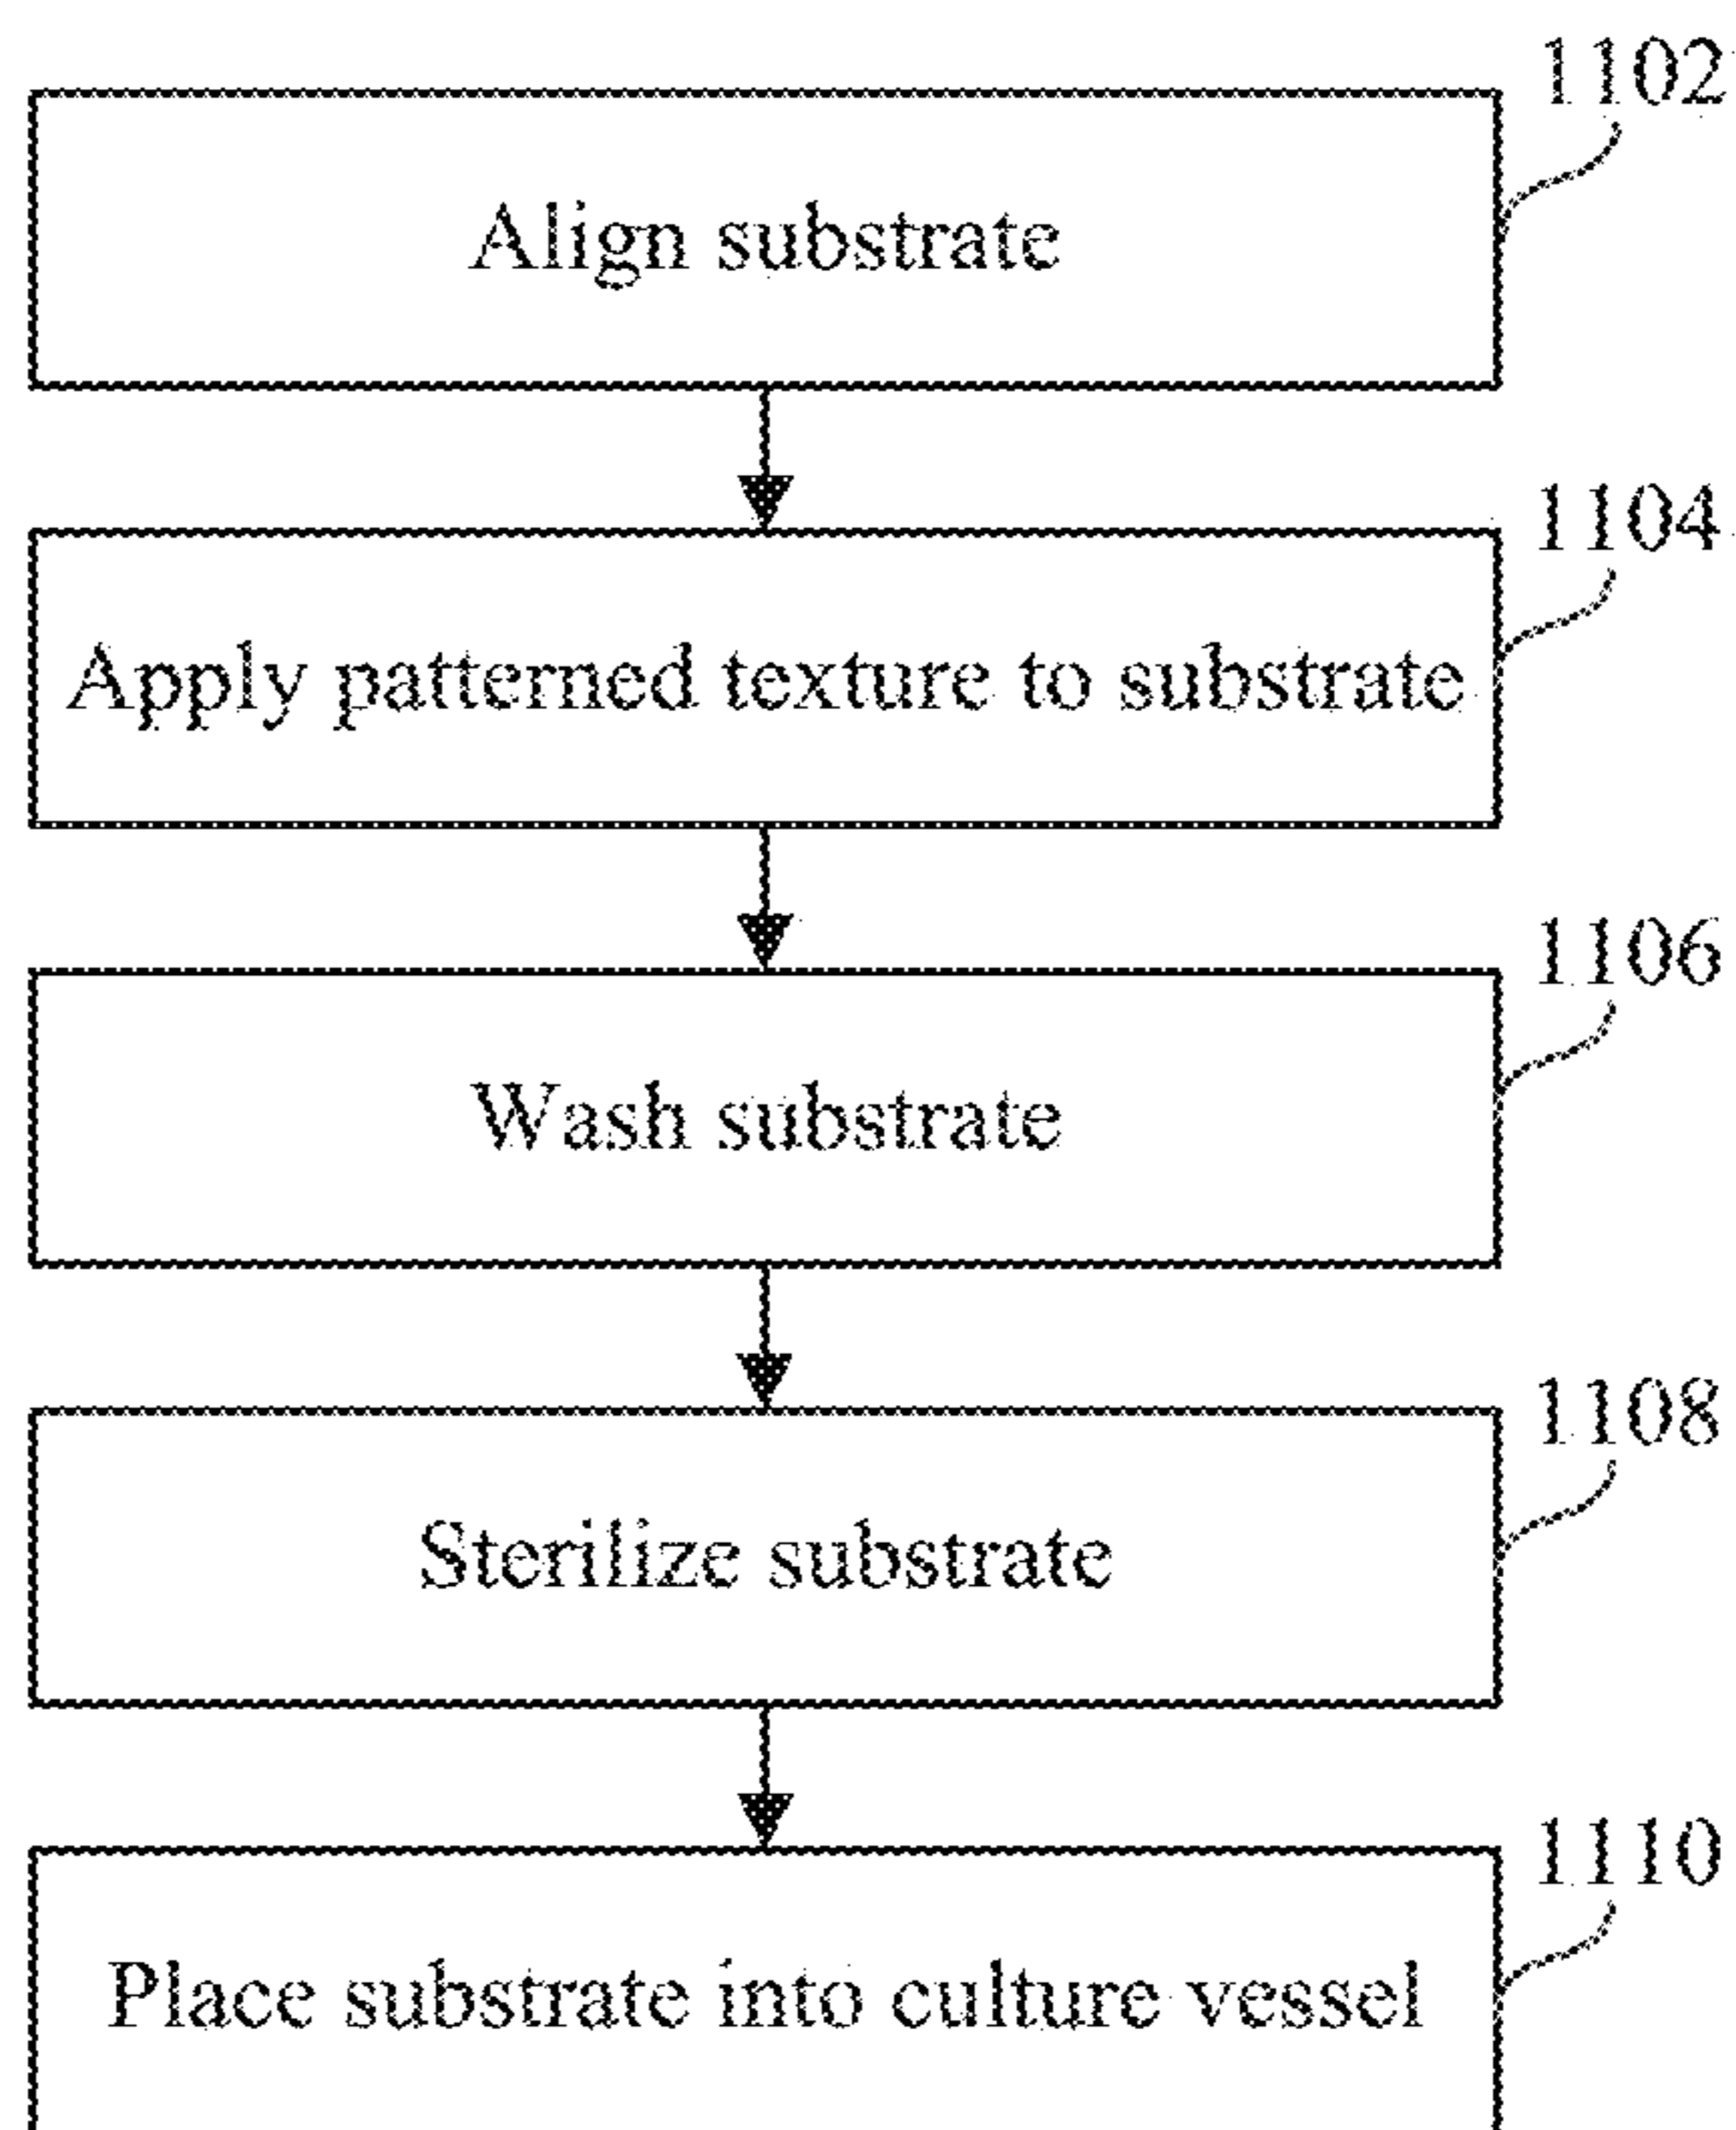 1102
Align substrate
1104
Apply patterned texture to substrate
1106
Wash substrate
1108
Sterilize substrate
1110
Place substrate into culture vessel